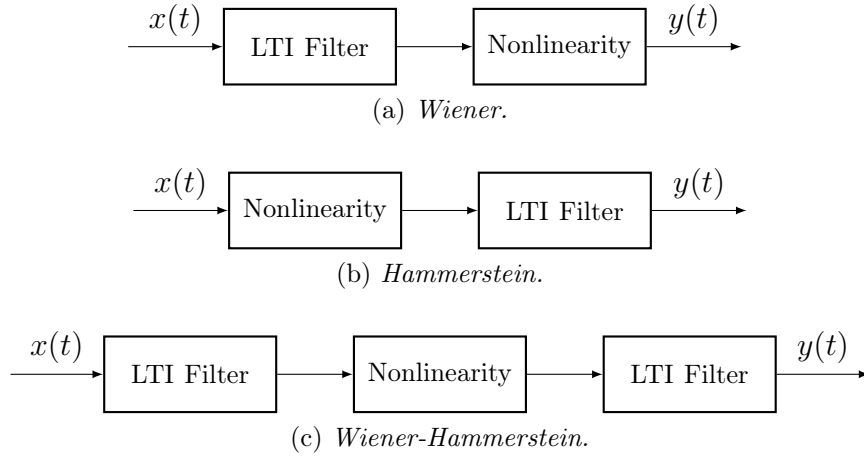 x(t) LTI Filter Nonlinearity y(t)
(a) Wiener.
x(t) Nonlinearity LTI Filter y(t)
(b) Hammerstein.
x(t) LTI Filter Nonlinearity LTI Filter y(t)
(c) Wiener-Hammerstein.